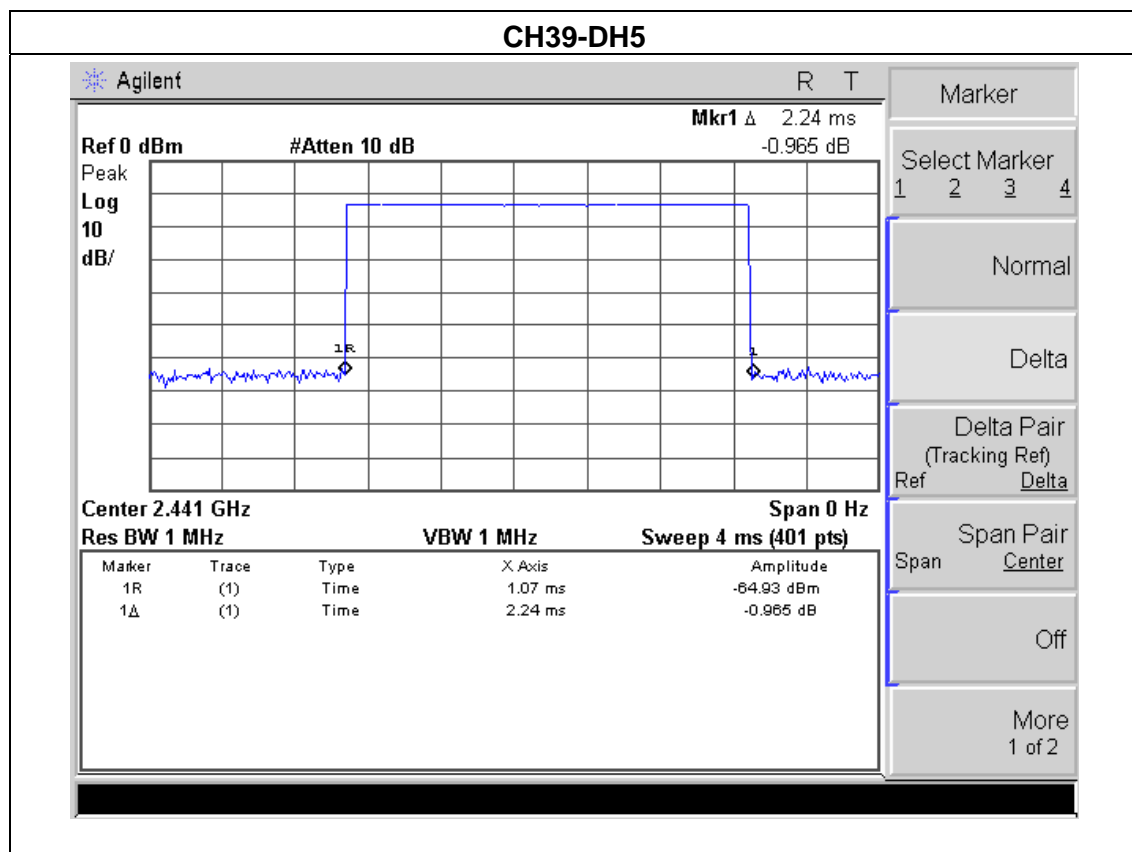 CH39-DH5
Agilent R T
Mkr1 Δ 2.24 ms
Ref 0 dBm #Atten 10 dB -0.965 dB
Peak
Log
10
dB/
1R
1
Center 2.441 GHz Span 0 Hz
Res BW 1 MHz VBW 1 MHz Sweep 4 ms (401 pts)
Marker Trace Type X Axis Amplitude
1R (1) Time 1.07 ms -64.93 dBm
1Δ (1) Time 2.24 ms -0.965 dB
Marker
Select Marker
1 2 3 4
Normal
Delta
Delta Pair
(Tracking Ref)
Ref Delta
Span Pair
Span Center
Off
More
1 of 2